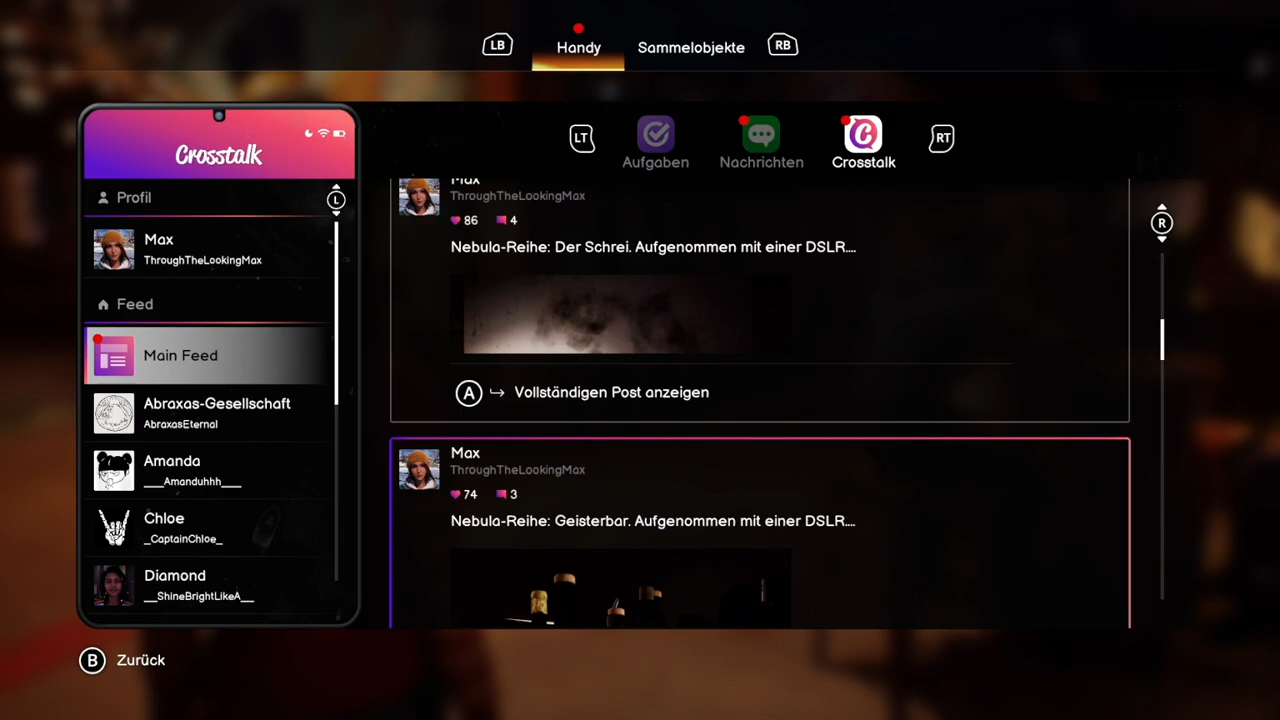 LB
Handy
Sammelobjekte
RB
Crosstalk
LT
Aufgaben
Nachrichten
Crosstalk
RT
Profil
L
Max
ThroughTheLookingMax
Feed
Main Feed
Abraxas-Gesellschaft
AbraxasEternal
Amanda
___Amanduhhh___
Chloe
_CaptainChloe_
Diamond
__ShineBrightLikeA__
Max
ThroughTheLookingMax
86 4
Nebula-Reihe: Der Schrei. Aufgenommen mit einer DSLR....
A Vollständigen Post anzeigen
Max
ThroughTheLookingMax
74 3
Nebula-Reihe: Geisterbar. Aufgenommen mit einer DSLR....
R
B Zurück